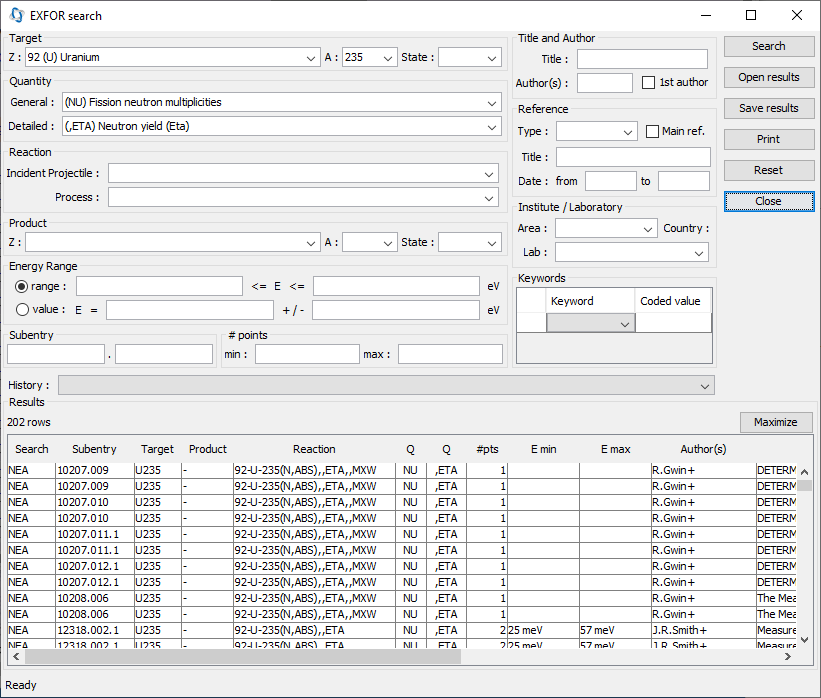 EXFOR search
Target
Z : 92 (U) Uranium A : 235 State :
Quantity
General : (NU) Fission neutron multiplicities
Detailed : (,ETA) Neutron yield (Eta)
Reaction
Incident Projectile :
Process :
Product
Z : A : State :
Energy Range
range : <= E <= eV
value : E = + / - eV
Subentry
.
# points
min : max :
Title and Author
Title :
Author(s) : 1st author
Reference
Type : Main ref.
Title :
Date : from to
Institute / Laboratory
Area : Country :
Lab :
Keywords
Keyword Coded value
Search
Open results
Save results
Print
Reset
Close
History :
Results
202 rows Maximize
Search Subentry Target Product Reaction Q Q #pts E min E max Author(s)
NEA 10207.009 U235 - 92-U-235(N,ABS),,ETA,,MXW NU ,ETA 1 R.Gwin+ DETERM
NEA 10207.009 U235 - 92-U-235(N,ABS),,ETA,,MXW NU ,ETA 1 R.Gwin+ DETERM
NEA 10207.010 U235 - 92-U-235(N,ABS),,ETA,,MXW NU ,ETA 1 R.Gwin+ DETERM
NEA 10207.010 U235 - 92-U-235(N,ABS),,ETA,,MXW NU ,ETA 1 R.Gwin+ DETERM
NEA 10207.011.1 U235 - 92-U-235(N,ABS),,ETA,,MXW NU ,ETA 1 R.Gwin+ DETERM
NEA 10207.011.1 U235 - 92-U-235(N,ABS),,ETA,,MXW NU ,ETA 1 R.Gwin+ DETERM
NEA 10207.012.1 U235 - 92-U-235(N,ABS),,ETA,,MXW NU ,ETA 1 R.Gwin+ DETERM
NEA 10207.012.1 U235 - 92-U-235(N,ABS),,ETA,,MXW NU ,ETA 1 R.Gwin+ DETERM
NEA 10208.006 U235 - 92-U-235(N,ABS),,ETA,,MXW NU ,ETA 1 R.Gwin+ The Mea
NEA 10208.006 U235 - 92-U-235(N,ABS),,ETA,,MXW NU ,ETA 1 R.Gwin+ The Mea
NEA 12318.002.1 U235 - 92-U-235(N,ABS),,ETA NU ,ETA 2 25 meV 57 meV J.R.Smith+ Measure
NEA 12318.002.1 U235 - 92-U-235(N,ABS),,ETA NU ,ETA 2 25 meV 57 meV J.R.Smith+ Measure
Ready